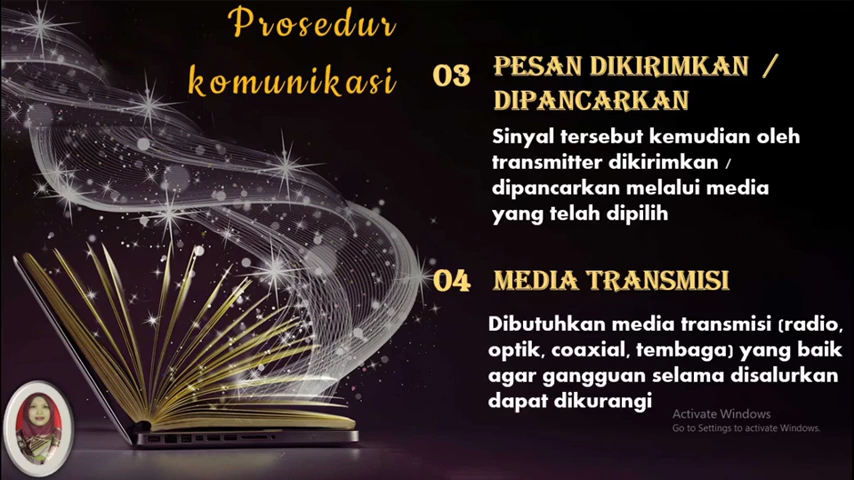 Prosedur
komunikasi
03
PESAN DIKIRIMKAN /
DIPANCARKAN
Sinyal tersebut kemudian oleh
transmitter dikirimkan /
dipancarkan melalui media
yang telah dipilih
04
MEDIA TRANSMISI
Dibutuhkan media transmisi (radio,
optik, coaxial, tembaga) yang baik
agar gangguan selama disalurkan
dapat dikurangi
Activate Windows
Go to Settings to activate Windows.